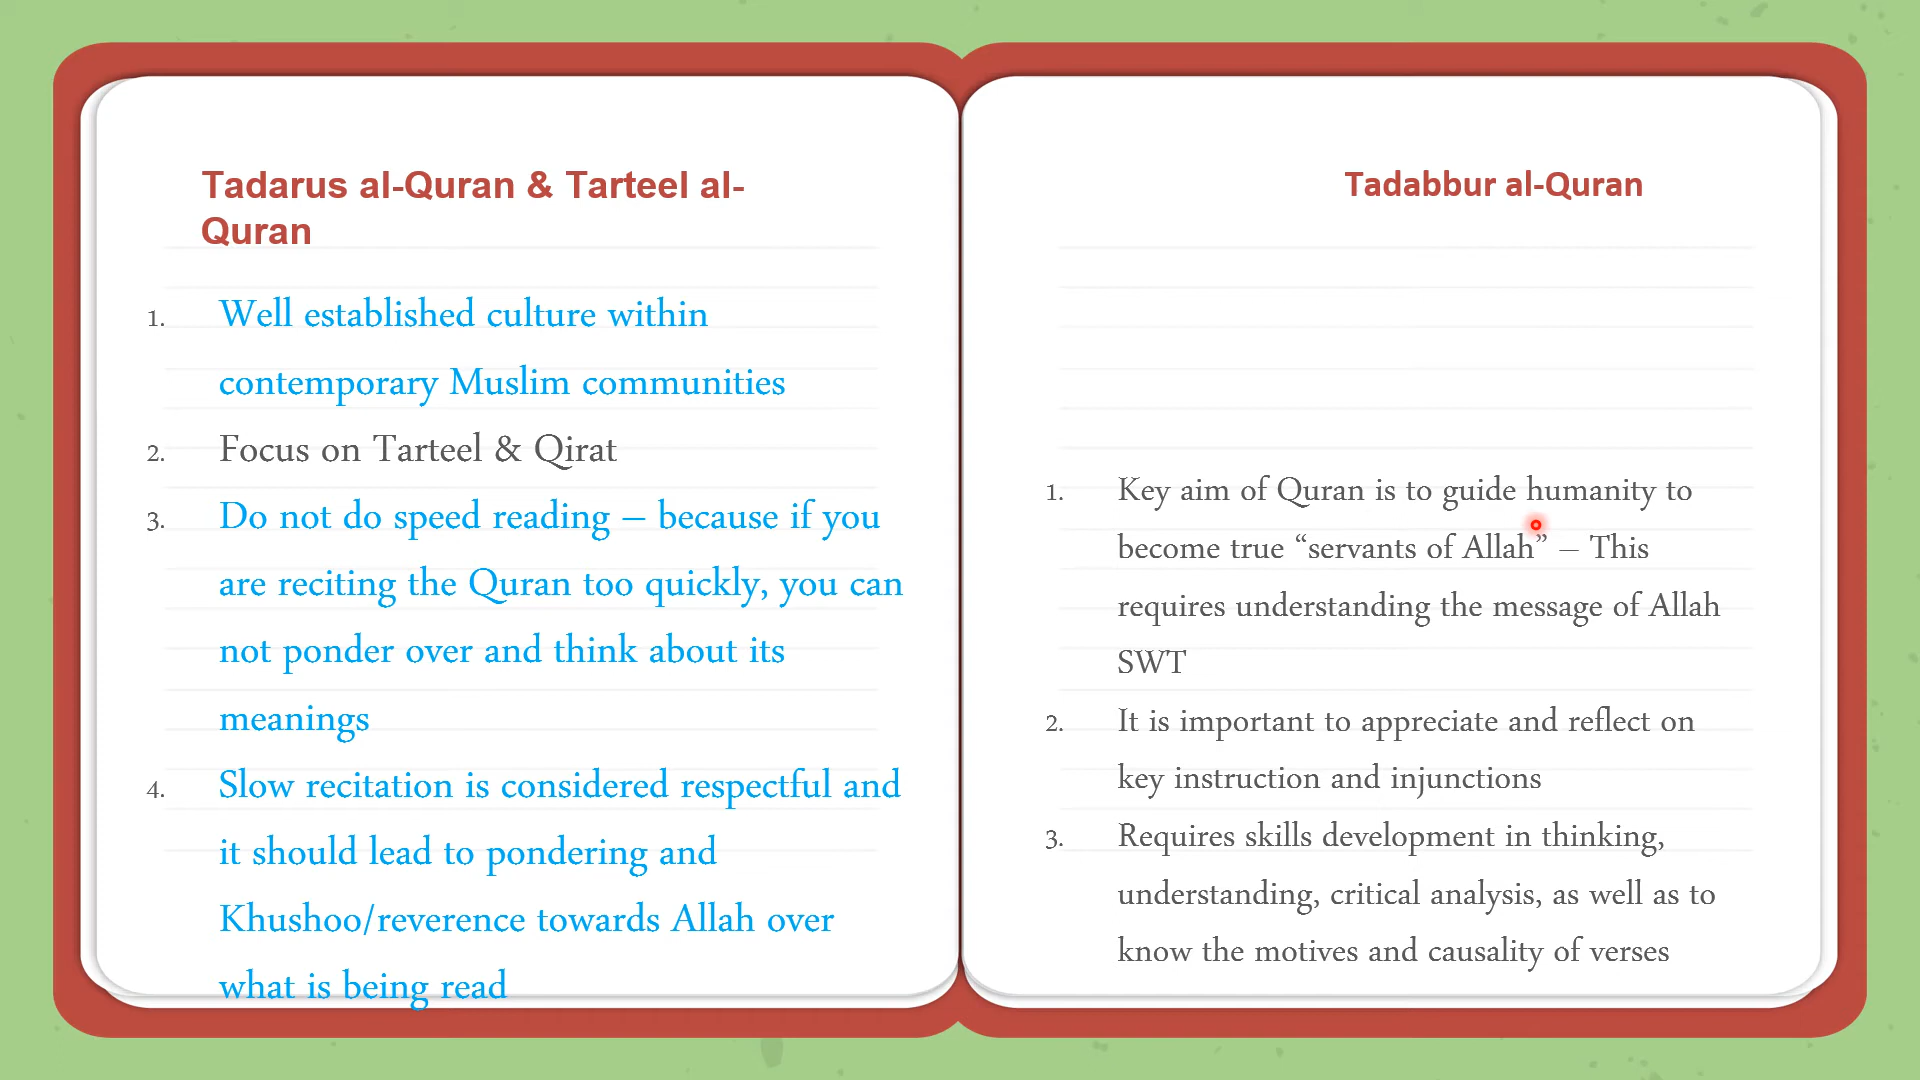 Tadarus al-Quran & Tarteel al-
Quran
1. Well established culture within
contemporary Muslim communities
2. Focus on Tarteel & Qirat
3. Do not do speed reading – because if you
are reciting the Quran too quickly, you can
not ponder over and think about its
meanings
4. Slow recitation is considered respectful and
it should lead to pondering and
Khushoo/reverence towards Allah over
what is being read
Tadabbur al-Quran
1. Key aim of Quran is to guide humanity to
become true “servants of Allah” – This
requires understanding the message of Allah
SWT
2. It is important to appreciate and reflect on
key instruction and injunctions
3. Requires skills development in thinking,
understanding, critical analysis, as well as to
know the motives and causality of verses